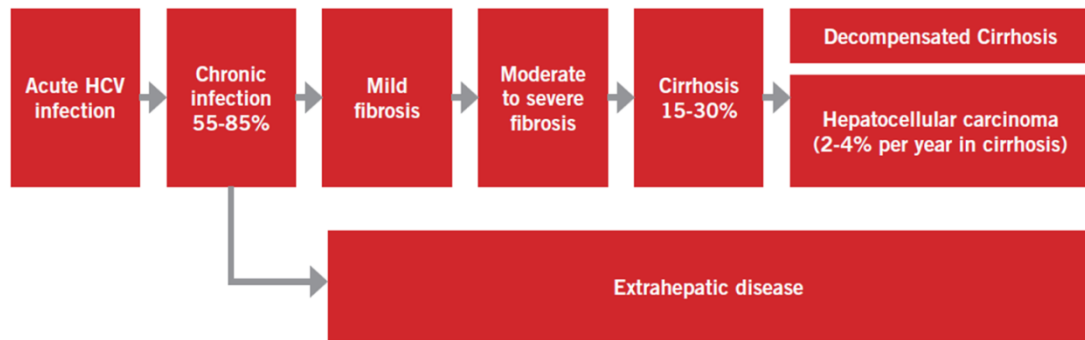 Acute HCV
infection
Chronic
infection
55-85%
Mild
fibrosis
Moderate
to severe
fibrosis
Cirrhosis
15-30%
Decompensated Cirrhosis
Hepatocellular carcinoma
(2-4% per year in cirrhosis)
Extrahepatic disease